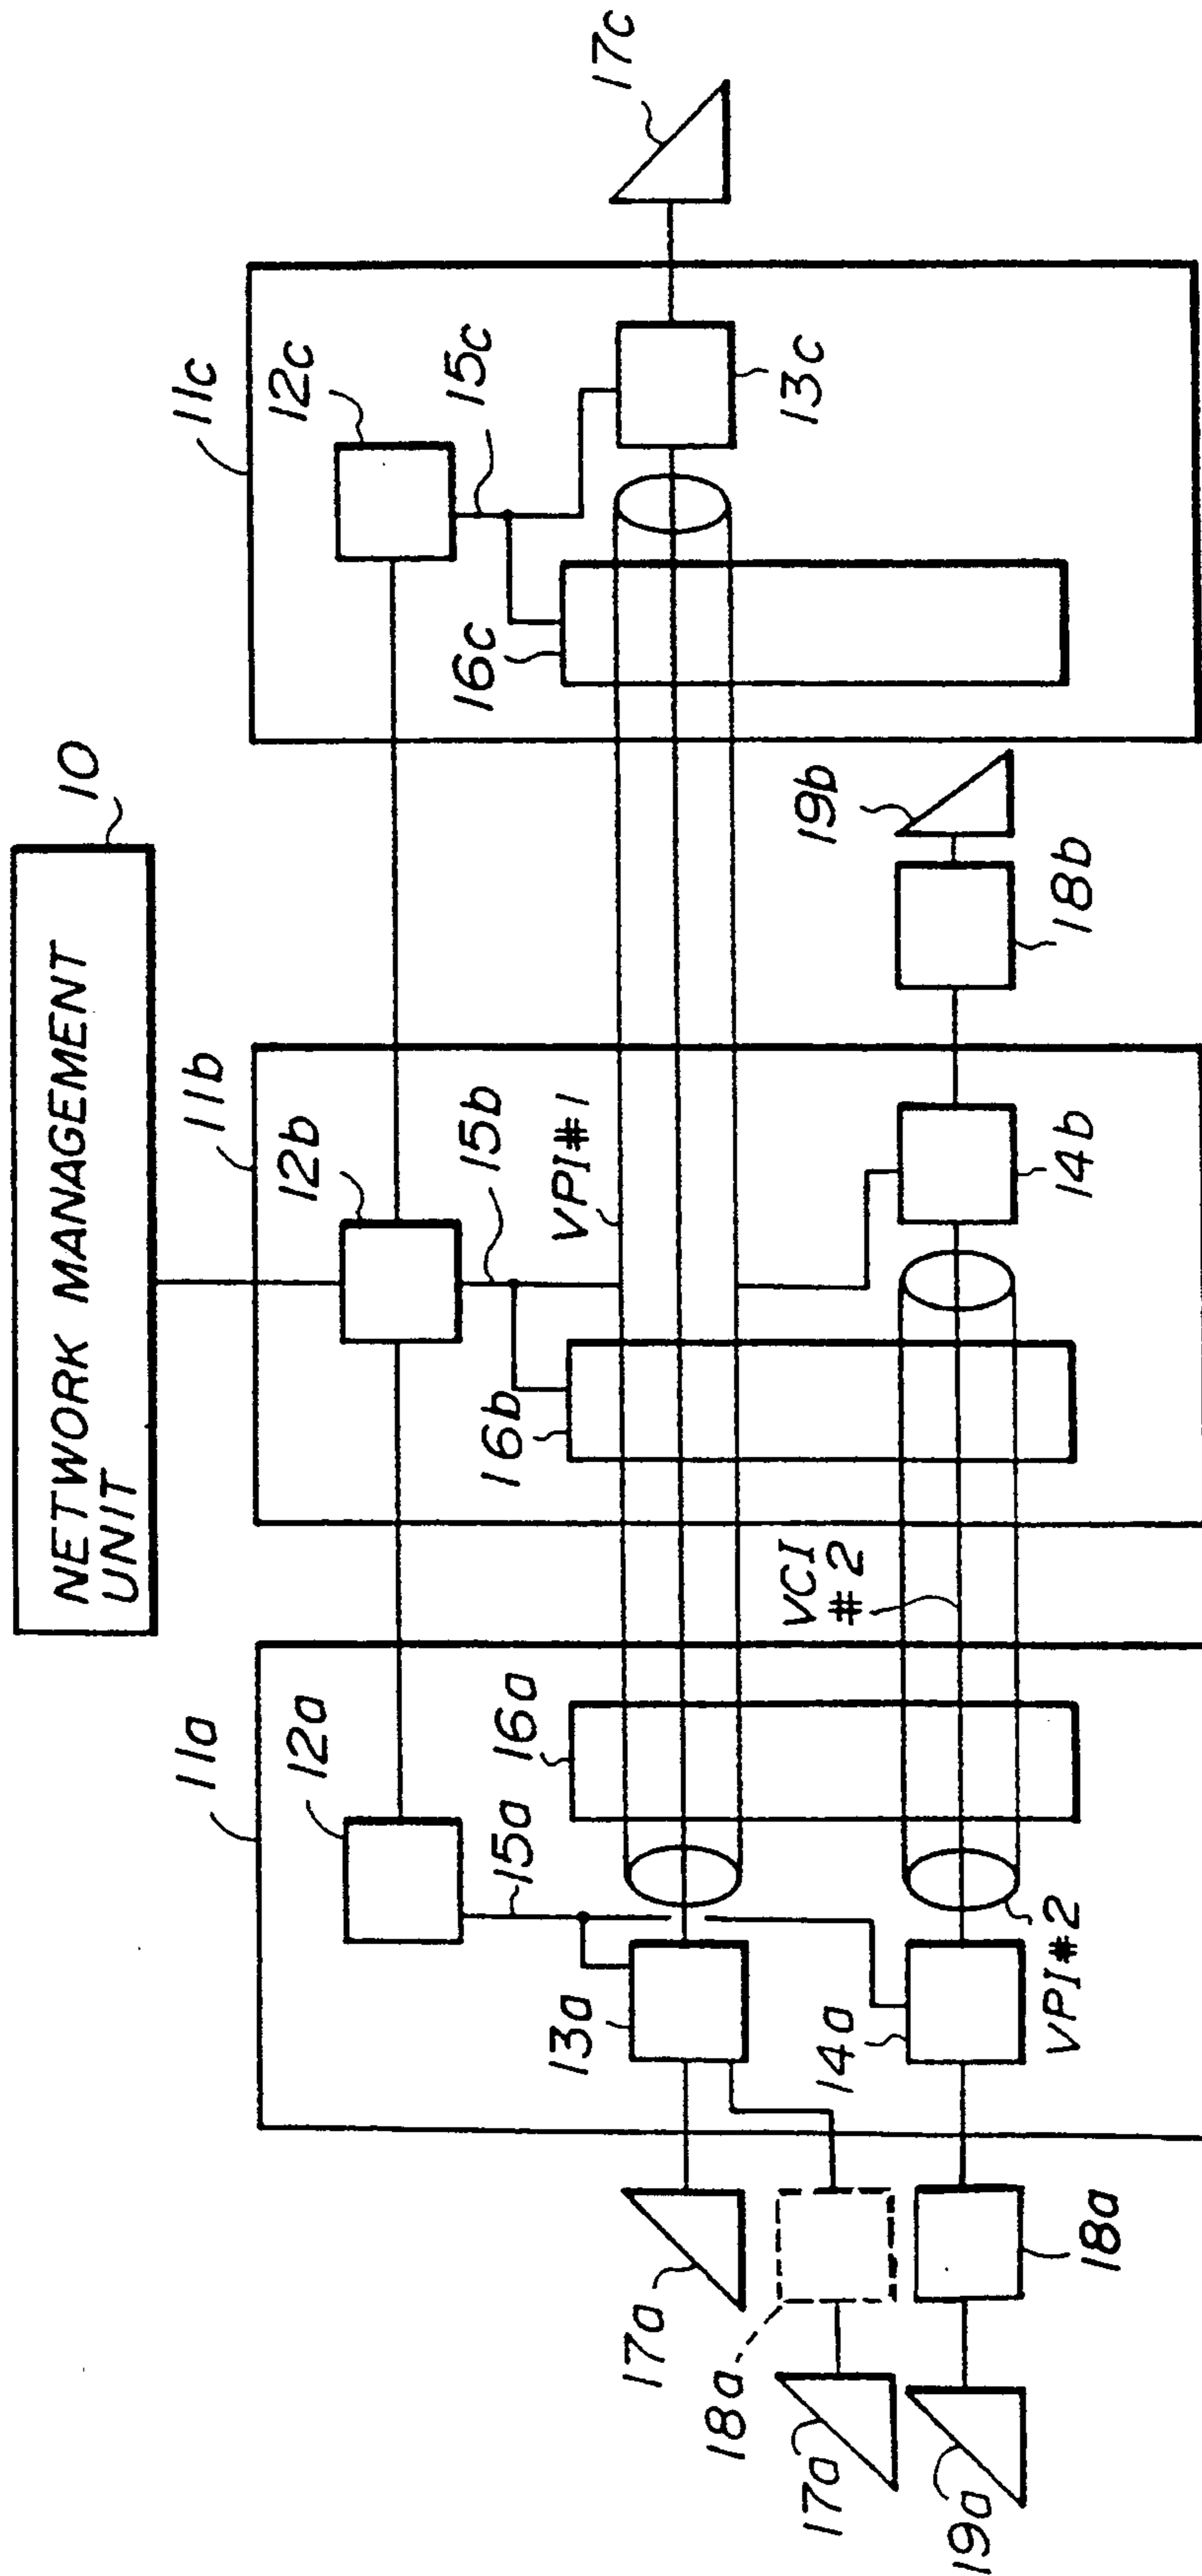 NETWORK MANAGEMENT
UNIT
10
11a
11b
11c
12a
12b
12c
15a
15b
15c
16a
16b
16c
VPI#1
17c
13a
13c
VCI
#2
19b
17a
18a
14a
14b
18b
VPI#2
17a
18a
19a